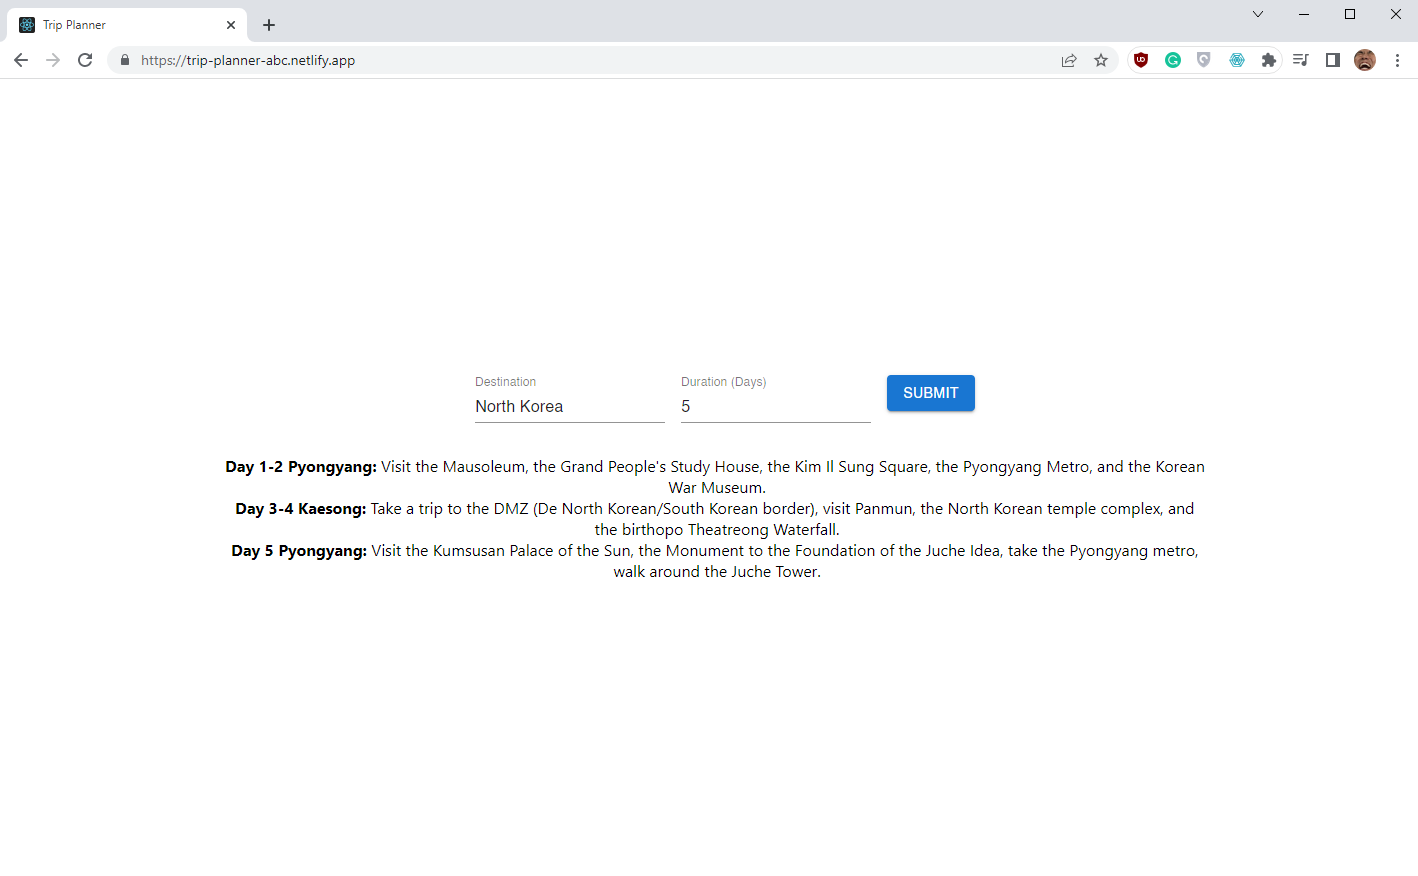 Trip Planner
https://trip-planner-abc.netlify.app
Destination
Duration (Days)
North Korea
5
SUBMIT
Day 1-2 Pyongyang: Visit the Mausoleum, the Grand People's Study House, the Kim Il Sung Square, the Pyongyang Metro, and the Korean
War Museum.
Day 3-4 Kaesong: Take a trip to the DMZ (De North Korean/South Korean border), visit Panmun, the North Korean temple complex, and
the birthopo Theatreong Waterfall.
Day 5 Pyongyang: Visit the Kumsusan Palace of the Sun, the Monument to the Foundation of the Juche Idea, take the Pyongyang metro,
walk around the Juche Tower.